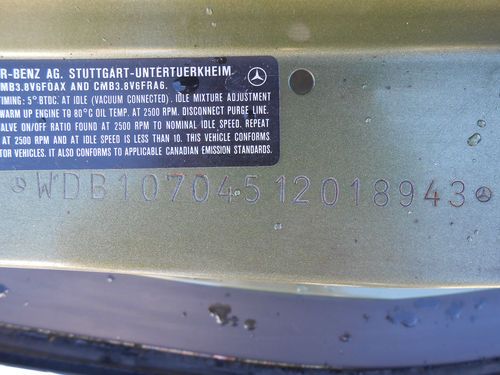 R-BENZ AG. STUTTGART-UNTERTUERKHEIM
MB3.8V6FOAX AND CMB3.8V6FRA6.
TIMING: 5° BTDC. AT IDLE (VACUUM CONNECTED). IDLE MIXTURE ADJUSTMENT
WARM UP ENGINE TO 80°C OIL TEMP. AT 2500 RPM. DISCONNECT PURGE LINE.
ALVE ON/OFF RATIO FOUND AT 2500 RPM TO NOMINAL IDLE SPEED. REPEAT
AT 2500 RPM AND AT IDLE SPEED IS LESS THAN 10. THIS VEHICLE CONFORMS
OR VEHICLES. IT ALSO CONFORMS TO APPLICABLE CANADIAN EMISSION STANDARDS.
WDB10704512018943